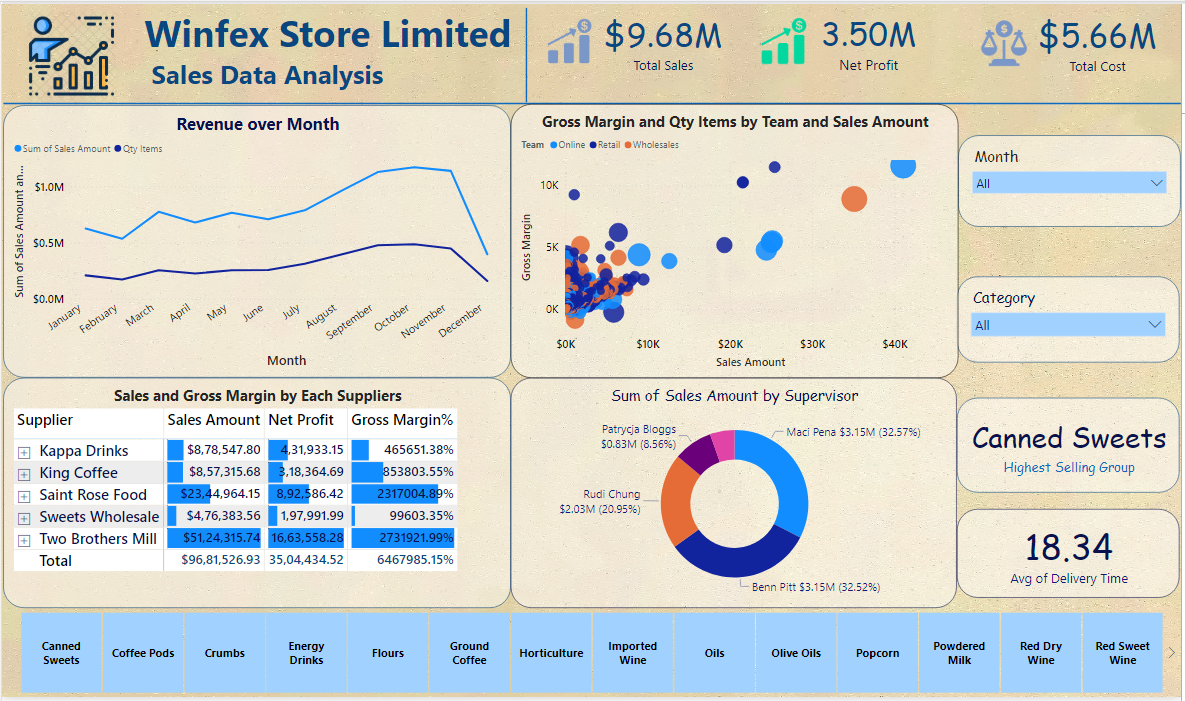 Winfex Store Limited
Sales Data Analysis
$9.68M
Total Sales
3.50M
Net Profit
$5.66M
Total Cost
Revenue over Month
Sum of Sales Amount
Qty Items
Sum of Sales Amount an...
$1.0M
$0.5M
$0.0M
January
February
March
April
May
June
July
August
September
October
November
December
Month
Gross Margin and Qty Items by Team and Sales Amount
Team
Online
Retail
Wholesales
Gross Margin
10K
5K
0K
$0K
$10K
$20K
$30K
$40K
Sales Amount
Month
All
Category
All
Sales and Gross Margin by Each Suppliers
Supplier Sales Amount Net Profit Gross Margin%
Kappa Drinks $8,78,547.80 4,31,933.15 465651.38%
King Coffee $8,57,315.68 3,18,364.69 853803.55%
Saint Rose Food $23,44,964.15 8,92,586.42 2317004.89%
Sweets Wholesale $4,76,383.56 1,97,991.99 99603.35%
Two Brothers Mill $51,24,315.74 16,63,558.28 2731921.99%
Total $96,81,526.93 35,04,434.52 6467985.15%
Sum of Sales Amount by Supervisor
Patrycja Bloggs
$0.83M (8.56%)
Maci Pena $3.15M (32.57%)
Rudi Chung
$2.03M (20.95%)
Benn Pitt $3.15M (32.52%)
Canned Sweets
Highest Selling Group
18.34
Avg of Delivery Time
Canned
Sweets
Coffee Pods
Crumbs
Energy
Drinks
Flours
Ground
Coffee
Horticulture
Imported
Wine
Oils
Olive Oils
Popcorn
Powdered
Milk
Red Dry
Wine
Red Sweet
Wine